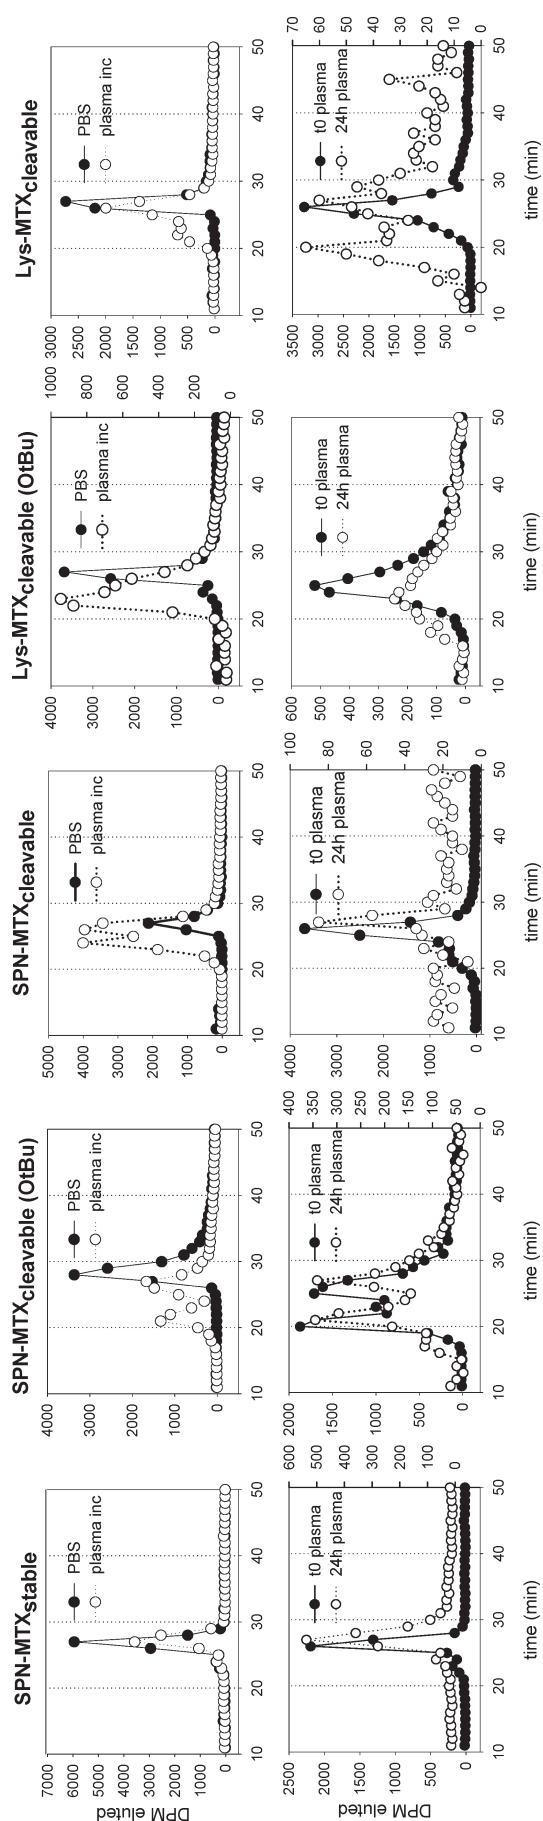 SPN-MTXstable
DPM eluted
7000
6000
5000
4000
3000
2000
1000
0
PBS
plasma inc
10 20 30 40 50
SPN-MTXcleavable (OtBu)
4000
3000
2000
1000
0
PBS
plasma inc
10 20 30 40 50
SPN-MTXcleavable
5000
4000
3000
2000
1000
0
PBS
plasma inc
10 20 30 40 50
Lys-MTXcleavable (OtBu)
4000
3000
2000
1000
0
PBS
plasma inc
1000
800
600
400
200
0
10 20 30 40 50
Lys-MTXcleavable
3000
2500
2000
1500
1000
500
0
PBS
plasma inc
10 20 30 40 50
DPM eluted
2500
2000
1500
1000
500
0
t0 plasma
24h plasma
600
500
400
300
200
100
0
10 20 30 40 50
time (min)
2000
1500
1000
500
0
t0 plasma
24h plasma
400
350
300
250
200
150
100
50
0
10 20 30 40 50
time (min)
4000
3000
2000
1000
0
t0 plasma
24h plasma
100
80
60
40
20
0
10 20 30 40 50
time (min)
600
500
400
300
200
100
0
t0 plasma
24h plasma
10 20 30 40 50
time (min)
3500
3000
2500
2000
1500
1000
500
0
t0 plasma
24h plasma
70
60
50
40
30
20
10
0
10 20 30 40 50
time (min)